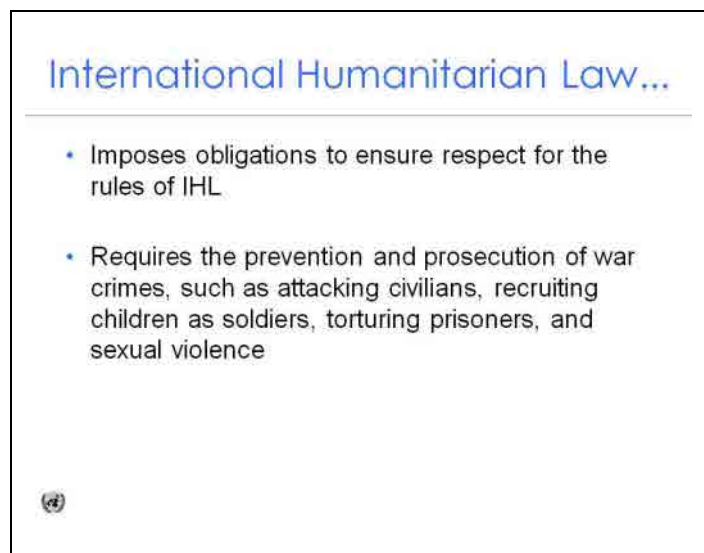 International Humanitarian Law...
• Imposes obligations to ensure respect for the
rules of IHL
• Requires the prevention and prosecution of war
crimes, such as attacking civilians, recruiting
children as soldiers, torturing prisoners, and
sexual violence